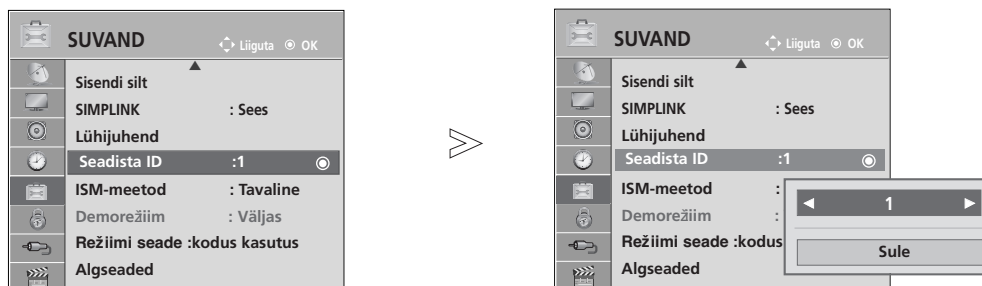 SUVAND Liiguta OK
Sisendi silt
SIMPLINK : Sees
Lühijuhend
Seadista ID :1
ISM-meetod : Tavaline
Demorežiim : Väljas
Režiimi seade :kodus kasutus
Algseaded
SUVAND Liiguta OK
Sisendi silt
SIMPLINK : Sees
Lühijuhend
Seadista ID :1
ISM-meetod :
Demorežiim :
Režiimi seade :kodus
Algseaded
1
Sule